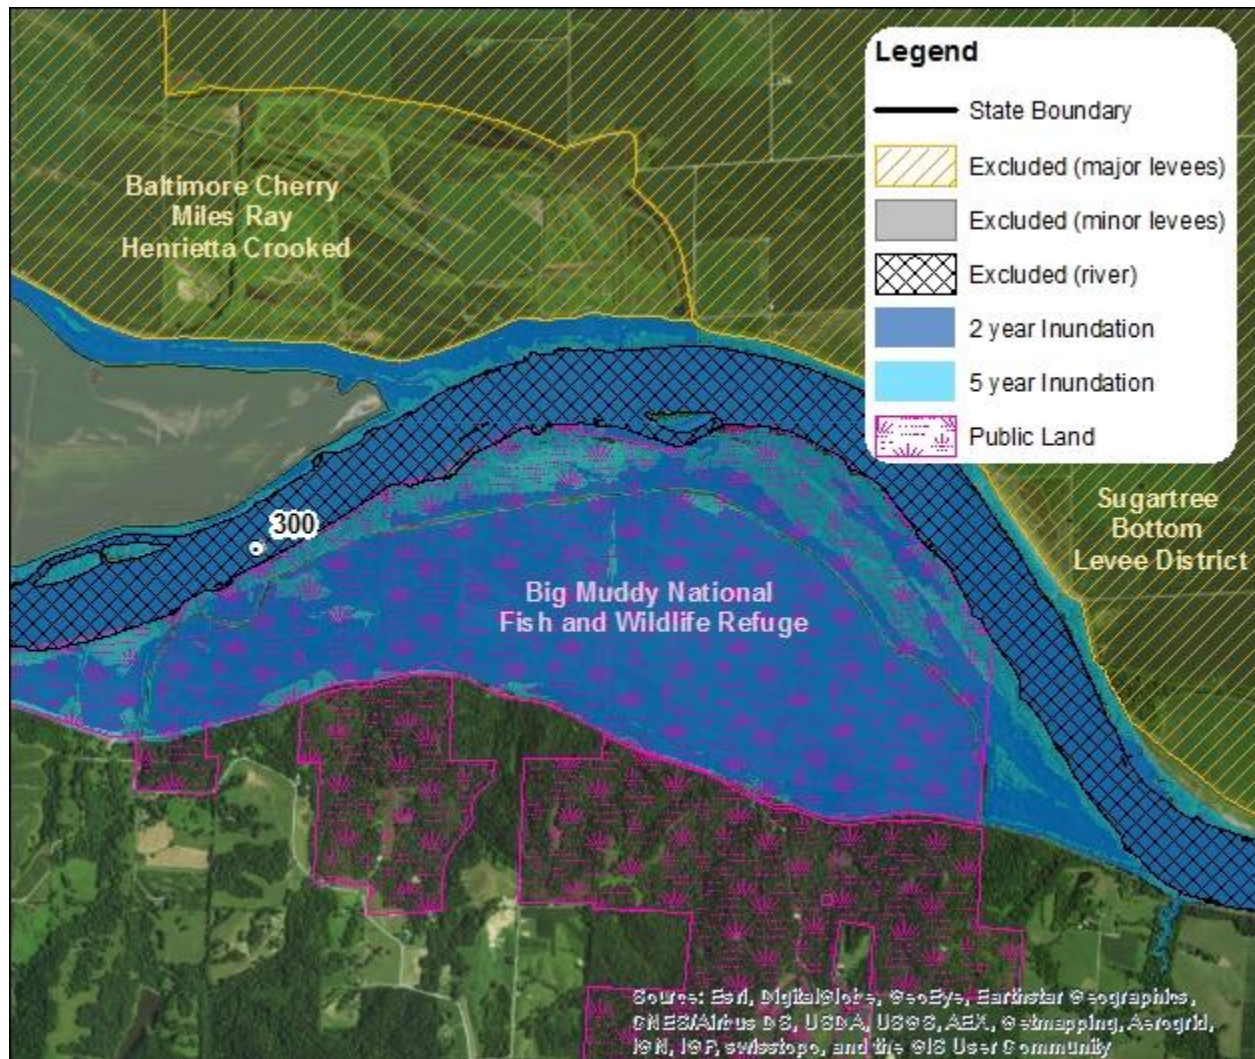 Legend
State Boundary
Excluded (major levees)
Excluded (minor levees)
Excluded (river)
2 year Inundation
5 year Inundation
Public Land
Baltimore Cherry
Miles Ray
Henrietta Crooked
300
Sugartree
Bottom
Levee District
Big Muddy National
Fish and Wildlife Refuge
Source: Esri, DigitalGlobe, GeoEye, Earthstar Geographics,
CNES/Airbus DS, USDA, USGS, AEX, Getmapping, Aerogrid,
IGN, IGP, swisstopo, and the GIS User Community